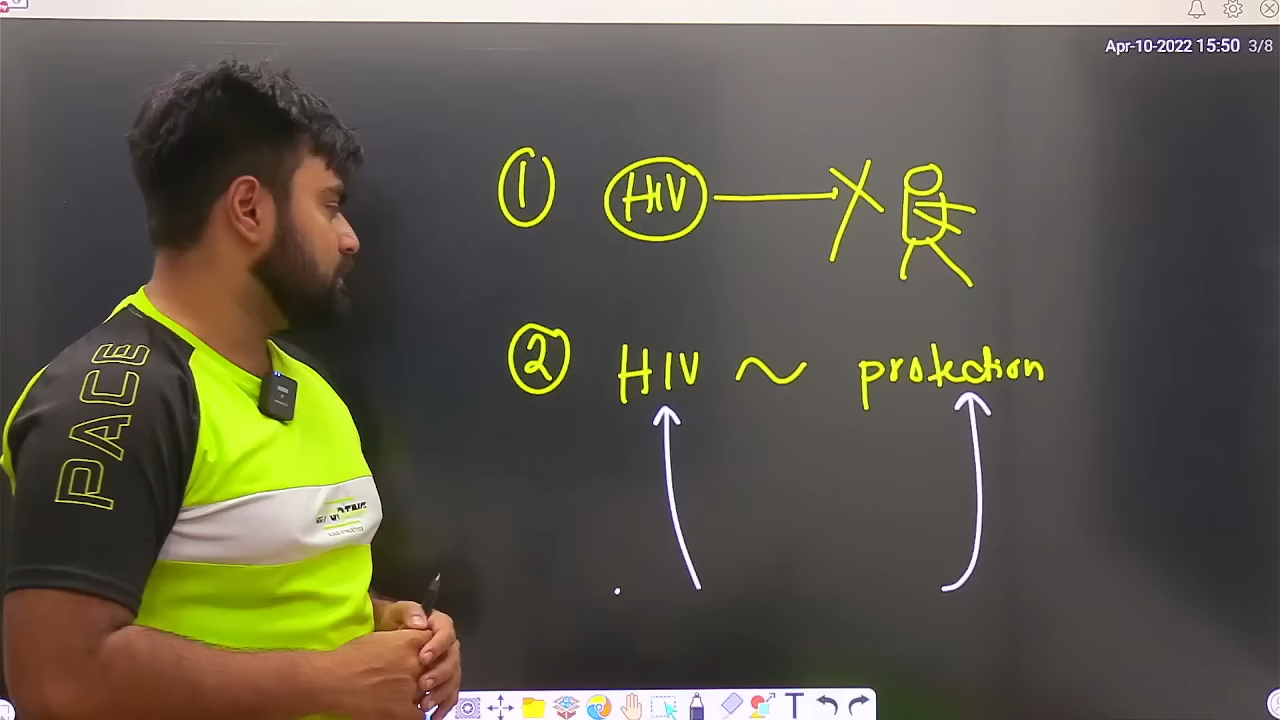 Apr-10-2022 15:50 3/8
① HIV
② HIV ~ protection
PACE
T